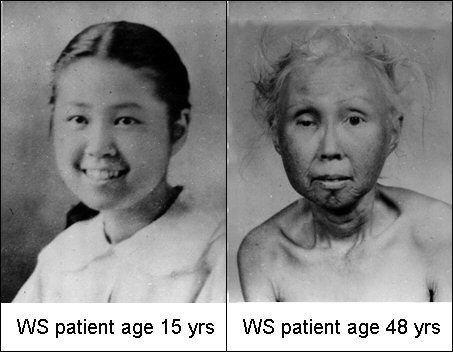 WS patient age 15 yrs
WS patient age 48 yrs